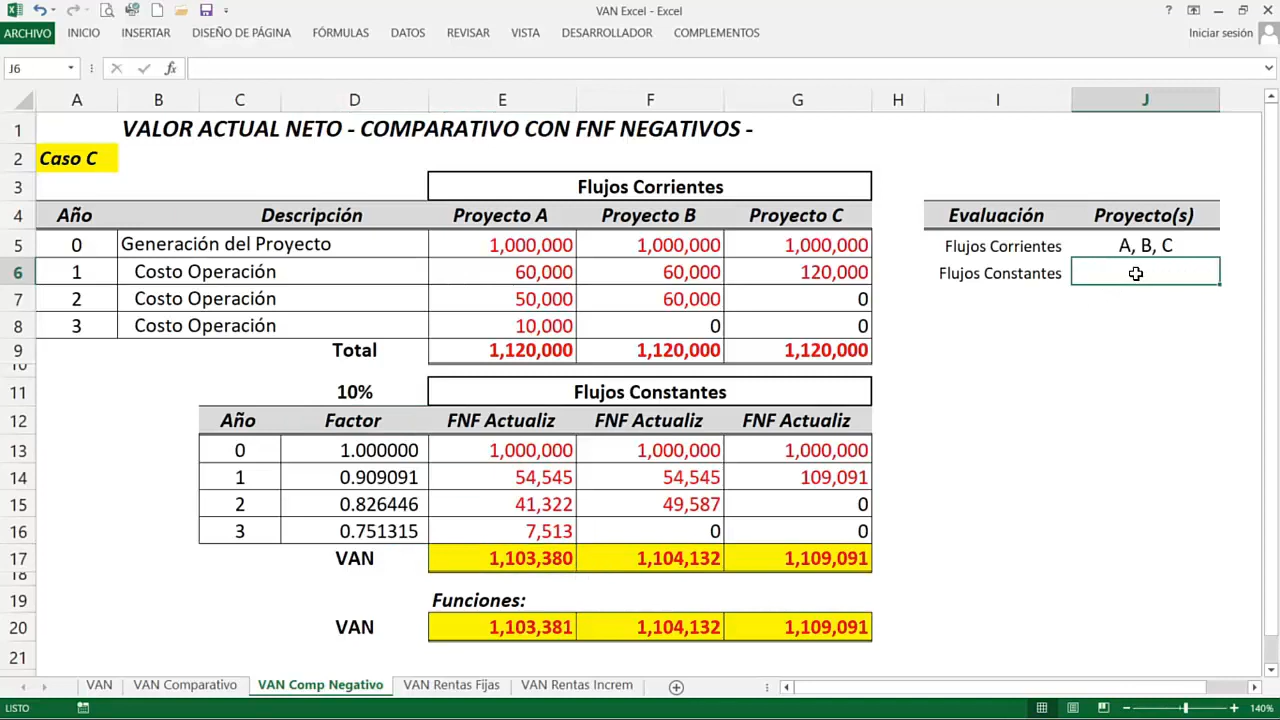 VAN Excel - Excel
ARCHIVO INICIO INSERTAR DISEÑO DE PÁGINA FÓRMULAS DATOS REVISAR VISTA DESARROLLADOR COMPLEMENTOS Iniciar sesión
J6 fx
A B C D E F G H I J
1 VALOR ACTUAL NETO - COMPARATIVO CON FNF NEGATIVOS -
2 Caso C
3 Flujos Corrientes
4 Año Descripción Proyecto A Proyecto B Proyecto C Evaluación Proyecto(s)
5 0 Generación del Proyecto 1,000,000 1,000,000 1,000,000 Flujos Corrientes A, B, C
6 1 Costo Operación 60,000 60,000 120,000 Flujos Constantes
7 2 Costo Operación 50,000 60,000 0
8 3 Costo Operación 10,000 0 0
9 Total 1,120,000 1,120,000 1,120,000
10
11 10% Flujos Constantes
12 Año Factor FNF Actualiz FNF Actualiz FNF Actualiz
13 0 1.000000 1,000,000 1,000,000 1,000,000
14 1 0.909091 54,545 54,545 109,091
15 2 0.826446 41,322 49,587 0
16 3 0.751315 7,513 0 0
17 VAN 1,103,380 1,104,132 1,109,091
18
19 Funciones:
20 VAN 1,103,381 1,104,132 1,109,091
21
VAN VAN Comparativo VAN Comp Negativo VAN Rentas Fijas VAN Rentas Increm
LISTO 140%